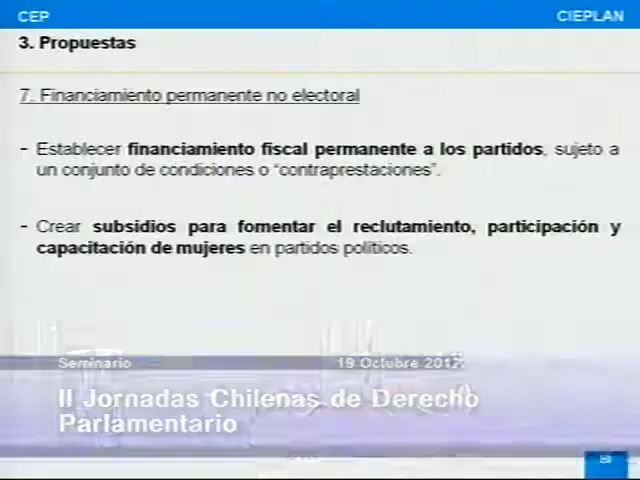 CEP CIEPLAN
3. Propuestas
7. Financiamiento permanente no electoral
- Establecer financiamiento fiscal permanente a los partidos, sujeto a
un conjunto de condiciones o "contraprestaciones".
- Crear subsidios para fomentar el reclutamiento, participación y
capacitación de mujeres en partidos políticos.
Seminario 19 Octubre 2012
II Jornadas Chilenas de Derecho
Parlamentario